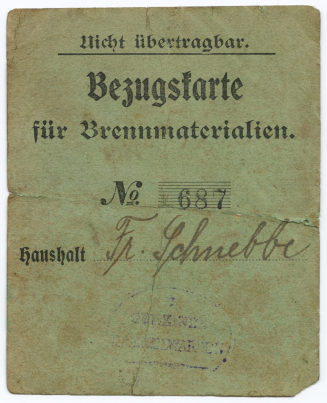 Nicht übertragbar.
Bezugskarte
für Brennmaterialien.
No 687
Haushalt Fr. Schnebbe